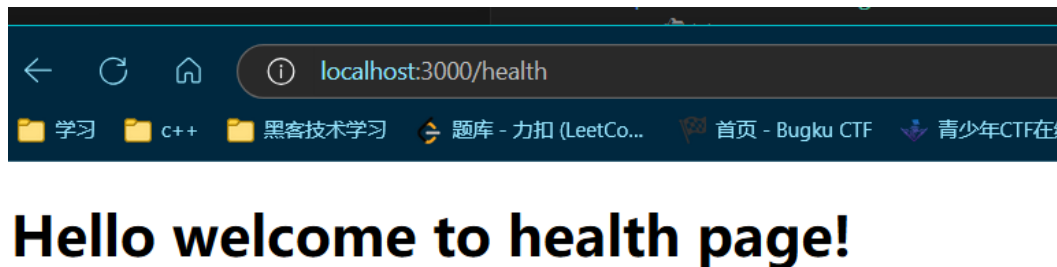 localhost:3000/health
学习 c++ 黑客技术学习 题库 - 力扣 (LeetCo... 首页 - Bugku CTF 青少年CTF在
Hello welcome to health page!